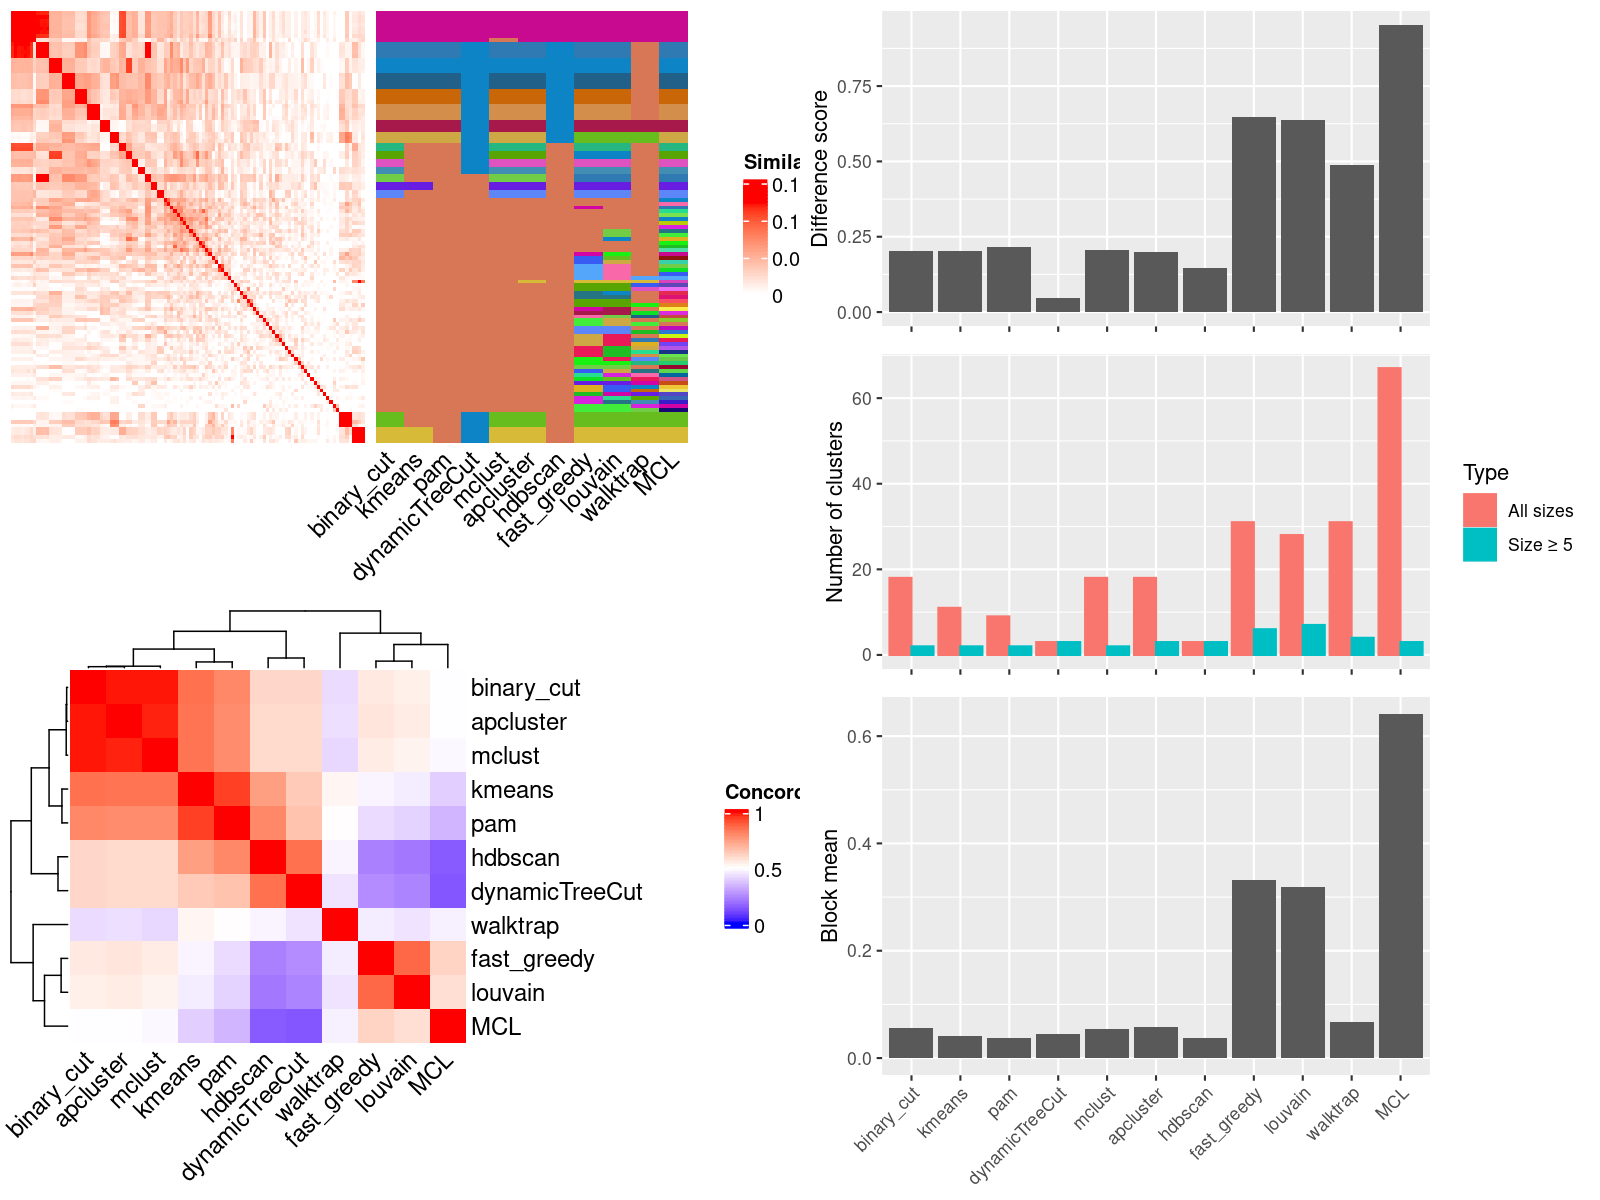 Simila
0.1
0.1
0.0
0
binary_cut
kmeans
pam
dynamicTreeCut
mclust
apcluster
hdbscan
fast_greedy
louvain
walktrap
MCL
binary_cut
apcluster
mclust
kmeans
pam
hdbscan
dynamicTreeCut
walktrap
fast_greedy
louvain
MCL
binary_cut
apcluster
mclust
kmeans
pam
hdbscan
dynamicTreeCut
walktrap
fast_greedy
louvain
MCL
Concord
1
0.5
0
Difference score
0.75
0.50
0.25
0.00
Number of clusters
60
40
20
0
Type
All sizes
Size ≥ 5
Block mean
0.6
0.4
0.2
0.0
binary_cut
kmeans
pam
dynamicTreeCut
mclust
apcluster
hdbscan
fast_greedy
louvain
walktrap
MCL